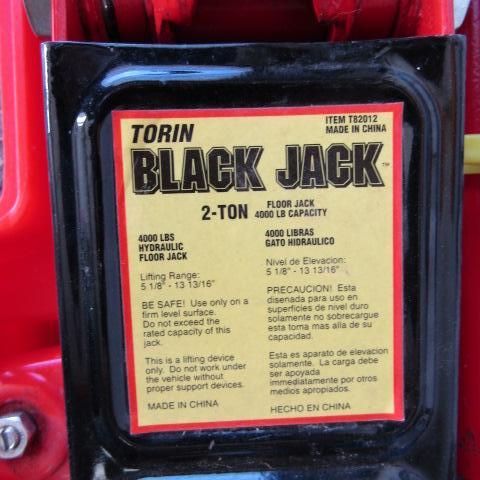 TORIN
ITEM T82012
MADE IN CHINA
BLACK JACK™
2-TON
FLOOR JACK
4000 LB CAPACITY
4000 LBS
HYDRAULIC
FLOOR JACK
Lifting Range:
5 1/8" - 13 13/16"
BE SAFE! Use only on a
firm level surface.
Do not exceed the
rated capacity of this
jack.
This is a lifting device
only. Do not work under
the vehicle without
proper support devices.
MADE IN CHINA
4000 LIBRAS
GATO HIDRAULICO
Nivel de Elevacion:
5 1/8" - 13 13/16"
PRECAUCION! Esta
disenada para uso en
superficies de nivel duro
solamente no sobrecargue
esta toma mas alla de su
capacidad.
Esta es aparato de elevacion
solamente. La carga debe
ser apoyada
immediatamente por otros
medios apropiados.
HECHO EN CHINA